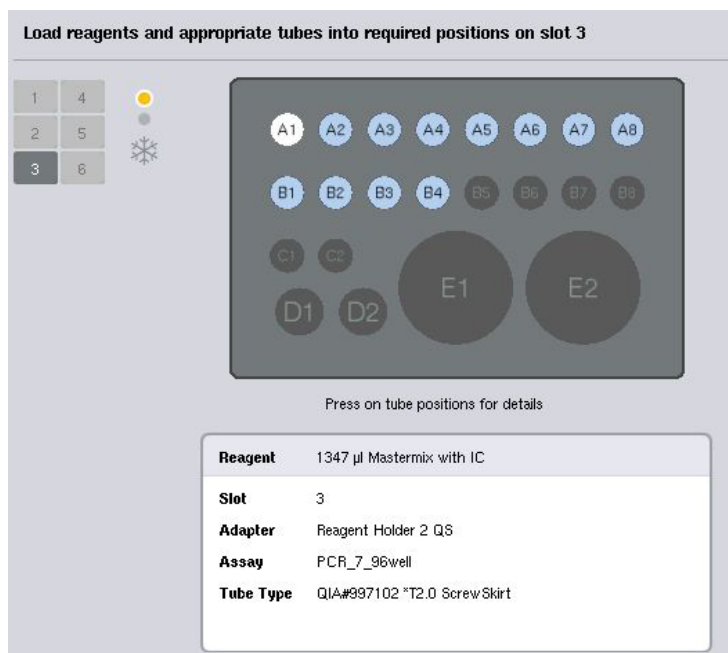 Load reagents and appropriate tubes into required positions on slot 3
1 4
2 5
3 6
A1 A2 A3 A4 A5 A6 A7 A8
B1 B2 B3 B4 B5 B6 B7 B8
C1 C2
D1 D2 E1 E2
Press on tube positions for details
Reagent 1347 µl Mastermix with IC
Slot 3
Adapter Reagent Holder 2 QS
Assay PCR_7_96well
Tube Type QIA#997102 *T2.0 ScrewSkirt